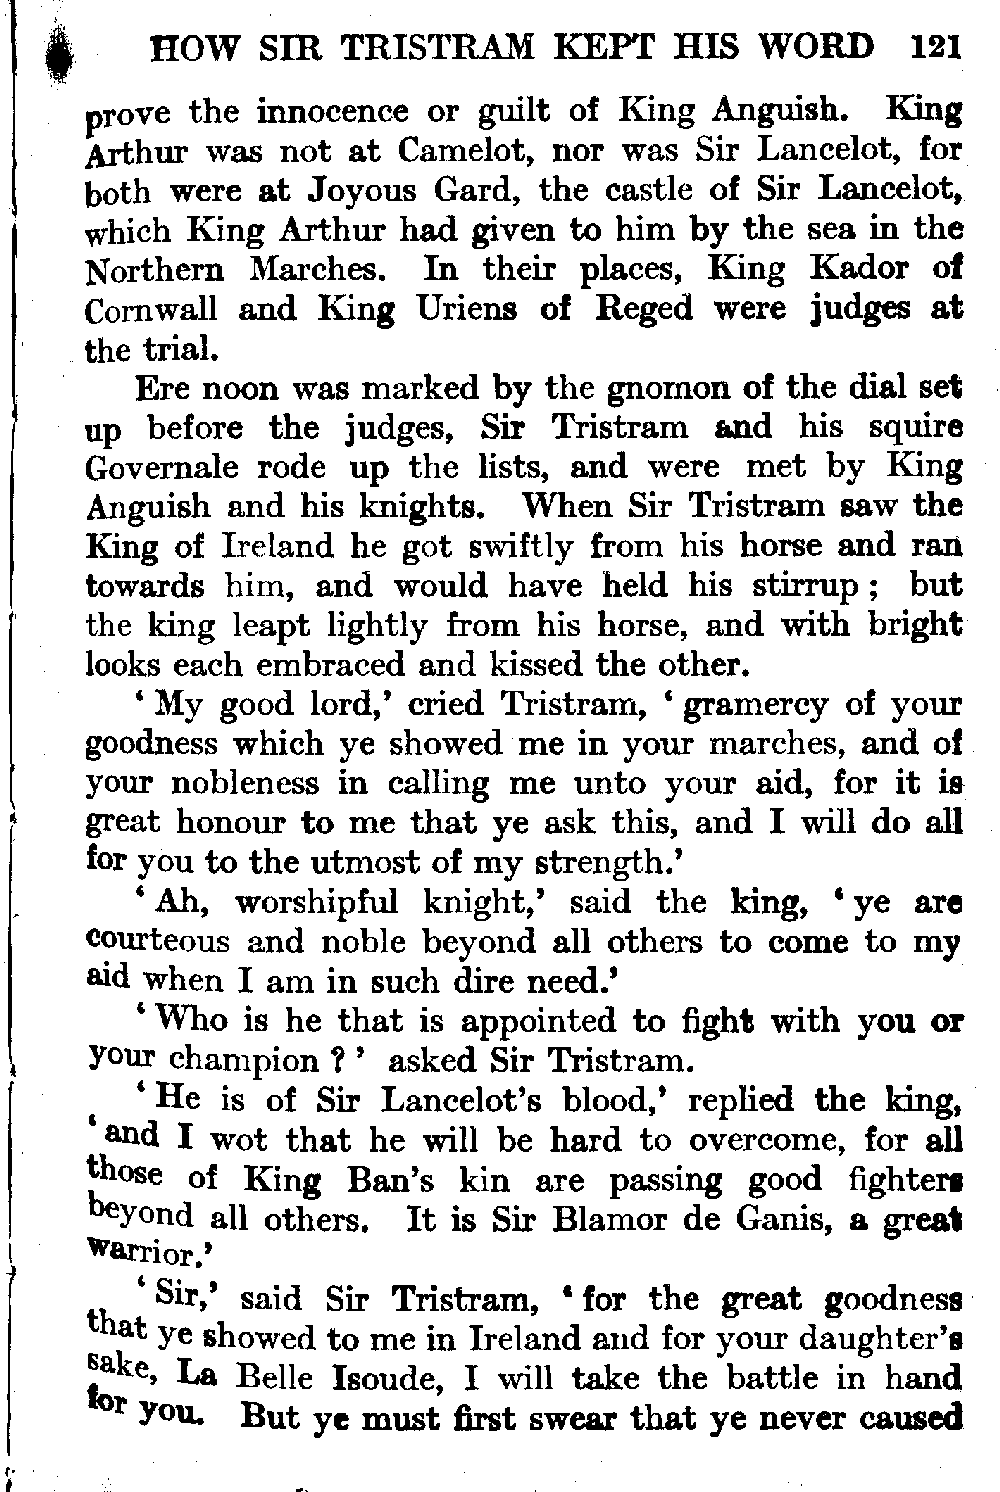 HOW SIR TRISTRAM KEPT HIS WORD 121
prove the innocence or guilt of King Anguish. King
Arthur was not at Camelot, nor was Sir Lancelot, for
both were at Joyous Gard, the castle of Sir Lancelot,
which King Arthur had given to him by the sea in the
Northern Marches. In their places, King Kador of
Cornwall and King Uriens of Reged were judges at
the trial.
Ere noon was marked by the gnomon of the dial set
up before the judges, Sir Tristram and his squire
Governale rode up the lists, and were met by King
Anguish and his knights. When Sir Tristram saw the
King of Ireland he got swiftly from his horse and ran
towards him, and would have held his stirrup ; but
the king leapt lightly from his horse, and with bright
looks each embraced and kissed the other.
‘ My good lord,’ cried Tristram, ‘ gramercy of your
goodness which ye showed me in your marches, and of
your nobleness in calling me unto your aid, for it is
great honour to me that ye ask this, and I will do all
for you to the utmost of my strength.’
‘ Ah, worshipful knight,’ said the king, ‘ ye are
courteous and noble beyond all others to come to my
aid when I am in such dire need.’
‘ Who is he that is appointed to fight with you or
your champion ? ’ asked Sir Tristram.
‘ He is of Sir Lancelot’s blood,’ replied the king,
‘ and I wot that he will be hard to overcome, for all
those of King Ban’s kin are passing good fighters
beyond all others. It is Sir Blamor de Ganis, a great
warrior.’
‘ Sir,’ said Sir Tristram, ‘ for the great goodness
that ye showed to me in Ireland and for your daughter’s
sake, La Belle Isoude, I will take the battle in hand
for you. But ye must first swear that ye never caused